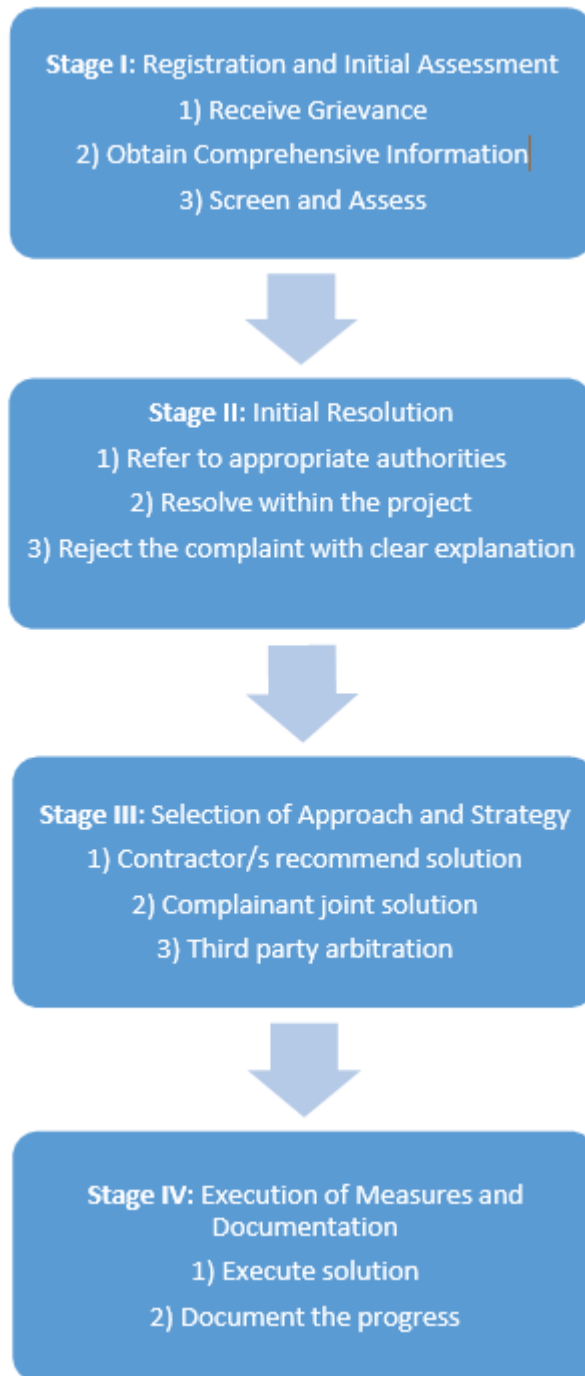 Stage I: Registration and Initial Assessment
1) Receive Grievance
2) Obtain Comprehensive Information
3) Screen and Assess
Stage II: Initial Resolution
1) Refer to appropriate authorities
2) Resolve within the project
3) Reject the complaint with clear explanation
Stage III: Selection of Approach and Strategy
1) Contractor/s recommend solution
2) Complainant joint solution
3) Third party arbitration
Stage IV: Execution of Measures and
Documentation
1) Execute solution
2) Document the progress